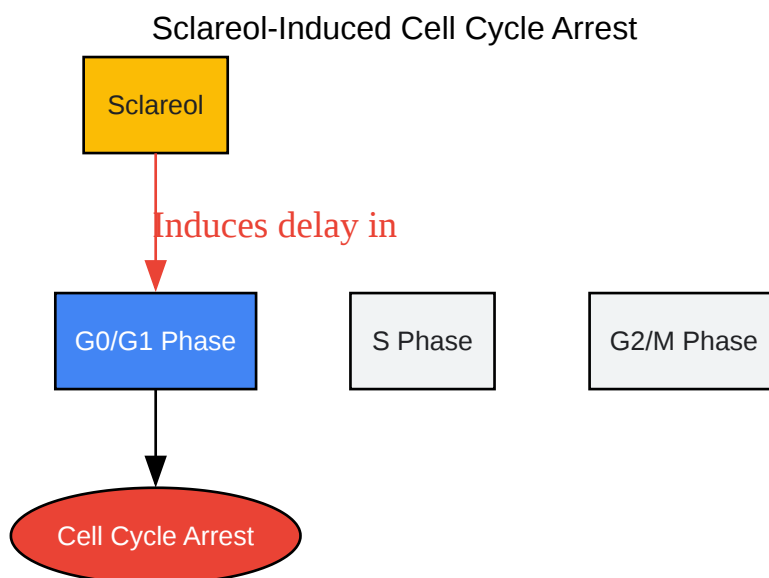 Sclareol-Induced Cell Cycle Arrest
Sclareol
Induces delay in
G0/G1 Phase
S Phase
G2/M Phase
Cell Cycle Arrest